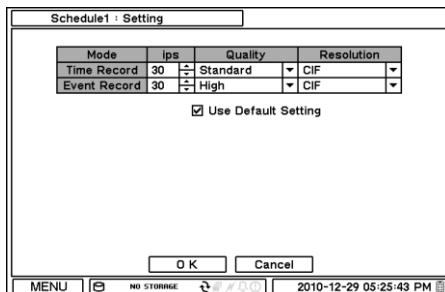 Schedule1 : Setting
Mode ips Quality Resolution
Time Record 30 Standard CIF
Event Record 30 High CIF
Use Default Setting
O K Cancel
MENU NO STORAGE 2010-12-29 05:25:43 PM